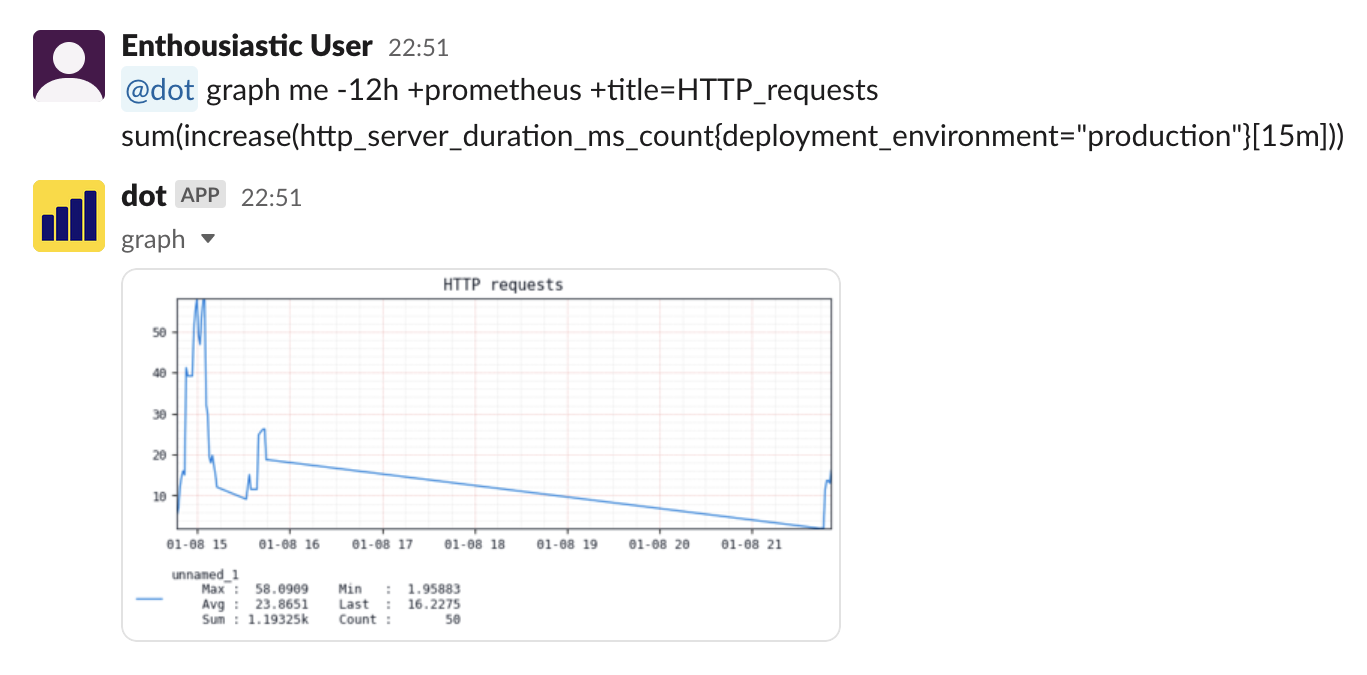 Enthousiastic User 22:51
@dot graph me -12h +prometheus +title=HTTP_requests
sum(increase(http_server_duration_ms_count{deployment_environment="production"}[15m]))
dot APP 22:51
graph
HTTP requests
50
40
30
20
10
01-08 15 01-08 16 01-08 17 01-08 18 01-08 19 01-08 20 01-08 21
unnamed_1
Max : 58.0909 Min : 1.95883
Avg : 23.8651 Last : 16.2275
Sum : 1.19325k Count : 50